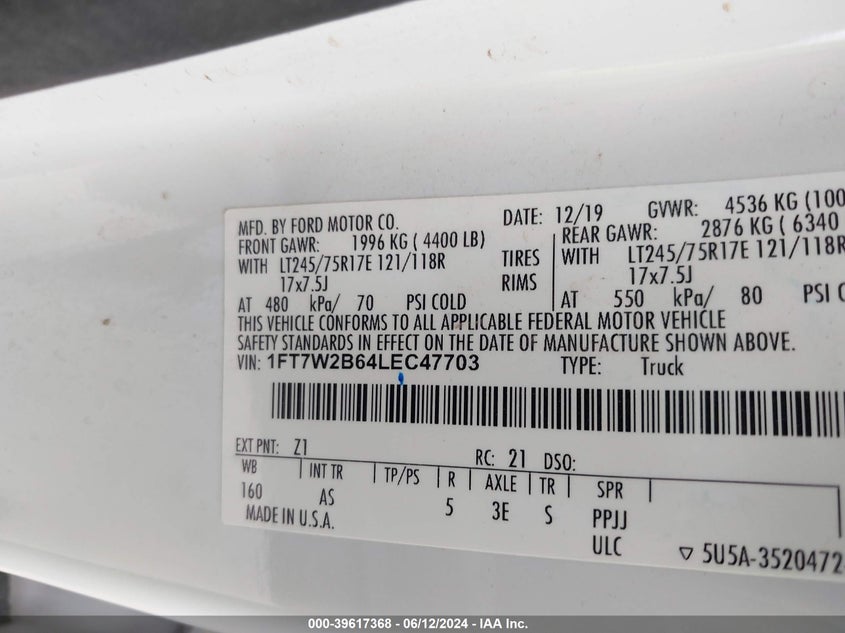 MFD. BY FORD MOTOR CO.
DATE: 12/19
GVWR: 4536 KG (100
FRONT GAWR: 1996 KG ( 4400 LB)
REAR GAWR: 2876 KG ( 6340
WITH LT245/75R17E 121/118R TIRES
WITH LT245/75R17E 121/118R
17x7.5J RIMS
17x7.5J
AT 480 kPa/ 70 PSI COLD
AT 550 kPa/ 80 PSI C
THIS VEHICLE CONFORMS TO ALL APPLICABLE FEDERAL MOTOR VEHICLE
SAFETY STANDARDS IN EFFECT ON THE DATE OF MANUFACTURE SHOWN ABOVE.
VIN: 1FT7W2B64LEC47703
TYPE: Truck
EXT PNT: Z1
RC: 21 DSO:
WB INT TR TP/PS R AXLE TR SPR
160 AS 5 3E S PPJJ
MADE IN U.S.A.
ULC
5U5A-3520472
000-39617368 - 06/12/2024 - IAA Inc.